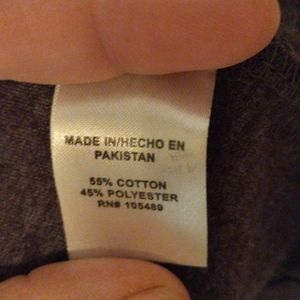 MADE IN/HECHO EN
PAKISTAN
55% COTTON
45% POLYESTER
RN# 105489